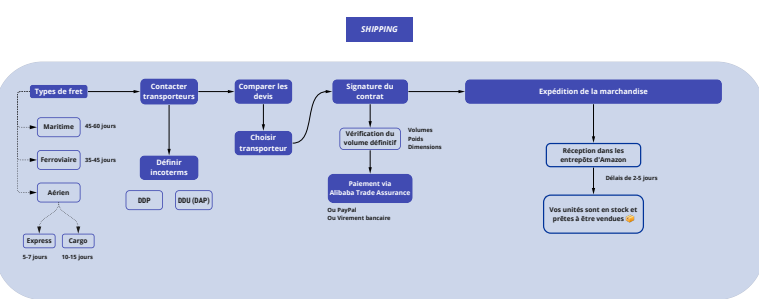 SHIPPING
Types de fret
Maritime
45-60 jours
Ferroviaire
35-45 jours
Aérien
Express
Cargo
5-7 jours
10-15 jours
Contacter
transporteurs
Définir
incoterms
DDP
DDU (DAP)
Comparer les
devis
Choisir
transporteur
Signature du
contrat
Vérification du
volume définitif
Volumes
Poids
Dimensions
Paiement via
Alibaba Trade Assurance
Ou PayPal
Ou Virement bancaire
Expédition de la marchandise
Réception dans les
entrepôts d'Amazon
Délais de 2-5 jours
Vos unités sont en stock et
prêtes à être vendues 📦